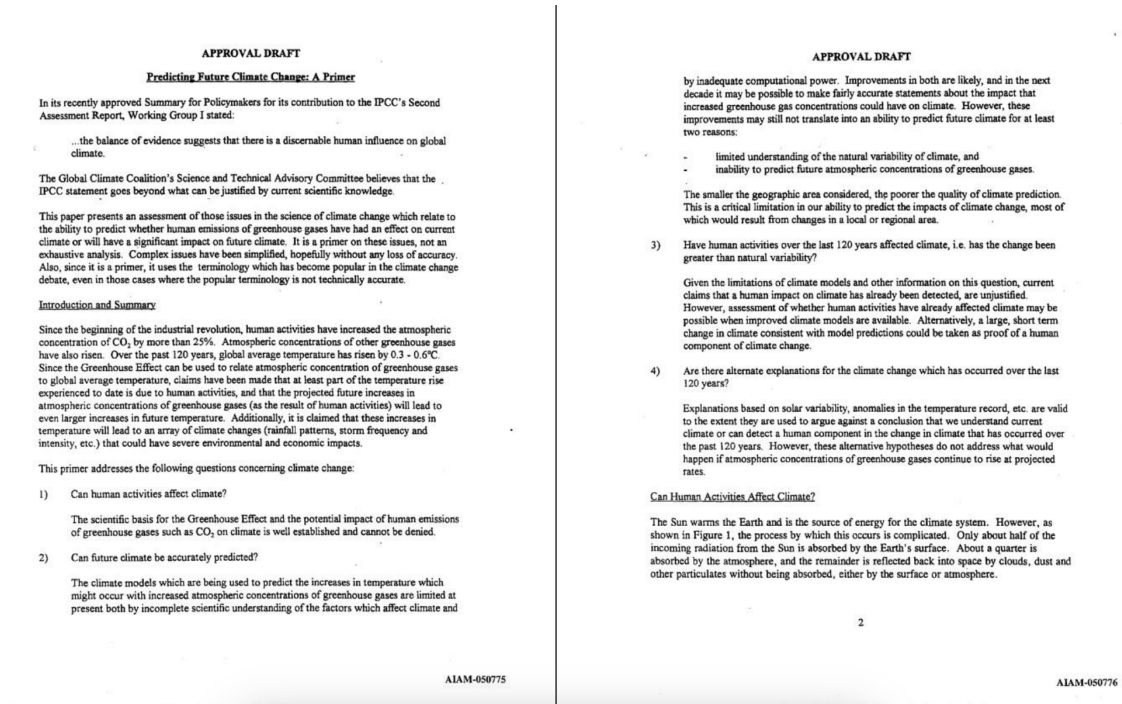 APPROVAL DRAFT
Predicting Future Climate Change: A Primer
In its recently approved Summary for Policymakers for its contribution to the IPCC's Second
Assessment Report, Working Group I stated:
...the balance of evidence suggests that there is a discernable human influence on global
climate.
The Global Climate Coalition's Science and Technical Advisory Committee believes that the
IPCC statement goes beyond what can be justified by current scientific knowledge.
This paper presents an assessment of those issues in the science of climate change which relate to
the ability to predict whether human emissions of greenhouse gases have had an effect on current
climate or will have a significant impact on future climate. It is a primer on these issues, not an
exhaustive analysis. Complex issues have been simplified, hopefully without any loss of accuracy.
Also, since it is a primer, it uses the terminology which has become popular in the climate change
debate, even in those cases where the popular terminology is not technically accurate.
Introduction and Summary
Since the beginning of the industrial revolution, human activities have increased the atmospheric
concentration of CO₂ by more than 25%. Atmospheric concentrations of other greenhouse gases
have also risen. Over the past 120 years, global average temperature has risen by 0.3 - 0.6°C.
Since the Greenhouse Effect can be used to relate atmospheric concentration of greenhouse gases
to global average temperature, claims have been made that at least part of the temperature rise
experienced to date is due to human activities, and that the projected future increases in
atmospheric concentrations of greenhouse gases (as the result of human activities) will lead to
even larger increases in future temperature. Additionally, it is claimed that these increases in
temperature will lead to an array of climate changes (rainfall patterns, storm frequency and
intensity, etc.) that could have severe environmental and economic impacts.
This primer addresses the following questions concerning climate change:
1) Can human activities affect climate?
The scientific basis for the Greenhouse Effect and the potential impact of human emissions
of greenhouse gases such as CO₂ on climate is well established and cannot be denied.
2) Can future climate be accurately predicted?
The climate models which are being used to predict the increases in temperature which
might occur with increased atmospheric concentrations of greenhouse gases are limited at
present both by incomplete scientific understanding of the factors which affect climate and
AIAM-050775
APPROVAL DRAFT
by inadequate computational power. Improvements in both are likely, and in the next
decade it may be possible to make fairly accurate statements about the impact that
increased greenhouse gas concentrations could have on climate. However, these
improvements may still not translate into an ability to predict future climate for at least
two reasons:
- limited understanding of the natural variability of climate, and
- inability to predict future atmospheric concentrations of greenhouse gases.
The smaller the geographic area considered, the poorer the quality of climate prediction.
This is a critical limitation in our ability to predict the impacts of climate change, most of
which would result from changes in a local or regional area.
3) Have human activities over the last 120 years affected climate, i.e. has the change been
greater than natural variability?
Given the limitations of climate models and other information on this question, current
claims that a human impact on climate has already been detected, are unjustified.
However, assessment of whether human activities have already affected climate may be
possible when improved climate models are available. Alternatively, a large, short term
change in climate consistent with model predictions could be taken as proof of a human
component of climate change.
4) Are there alternate explanations for the climate change which has occurred over the last
120 years?
Explanations based on solar variability, anomalies in the temperature record, etc. are valid
to the extent they are used to argue against a conclusion that we understand current
climate or can detect a human component in the change in climate that has occurred over
the past 120 years. However, these alternative hypotheses do not address what would
happen if atmospheric concentrations of greenhouse gases continue to rise at projected
rates.
Can Human Activities Affect Climate?
The Sun warms the Earth and is the source of energy for the climate system. However, as
shown in Figure 1, the process by which this occurs is complicated. Only about half of the
incoming radiation from the Sun is absorbed by the Earth's surface. About a quarter is
absorbed by the atmosphere, and the remainder is reflected back into space by clouds, dust and
other particulates without being absorbed, either by the surface or atmosphere.
2
AIAM-050776